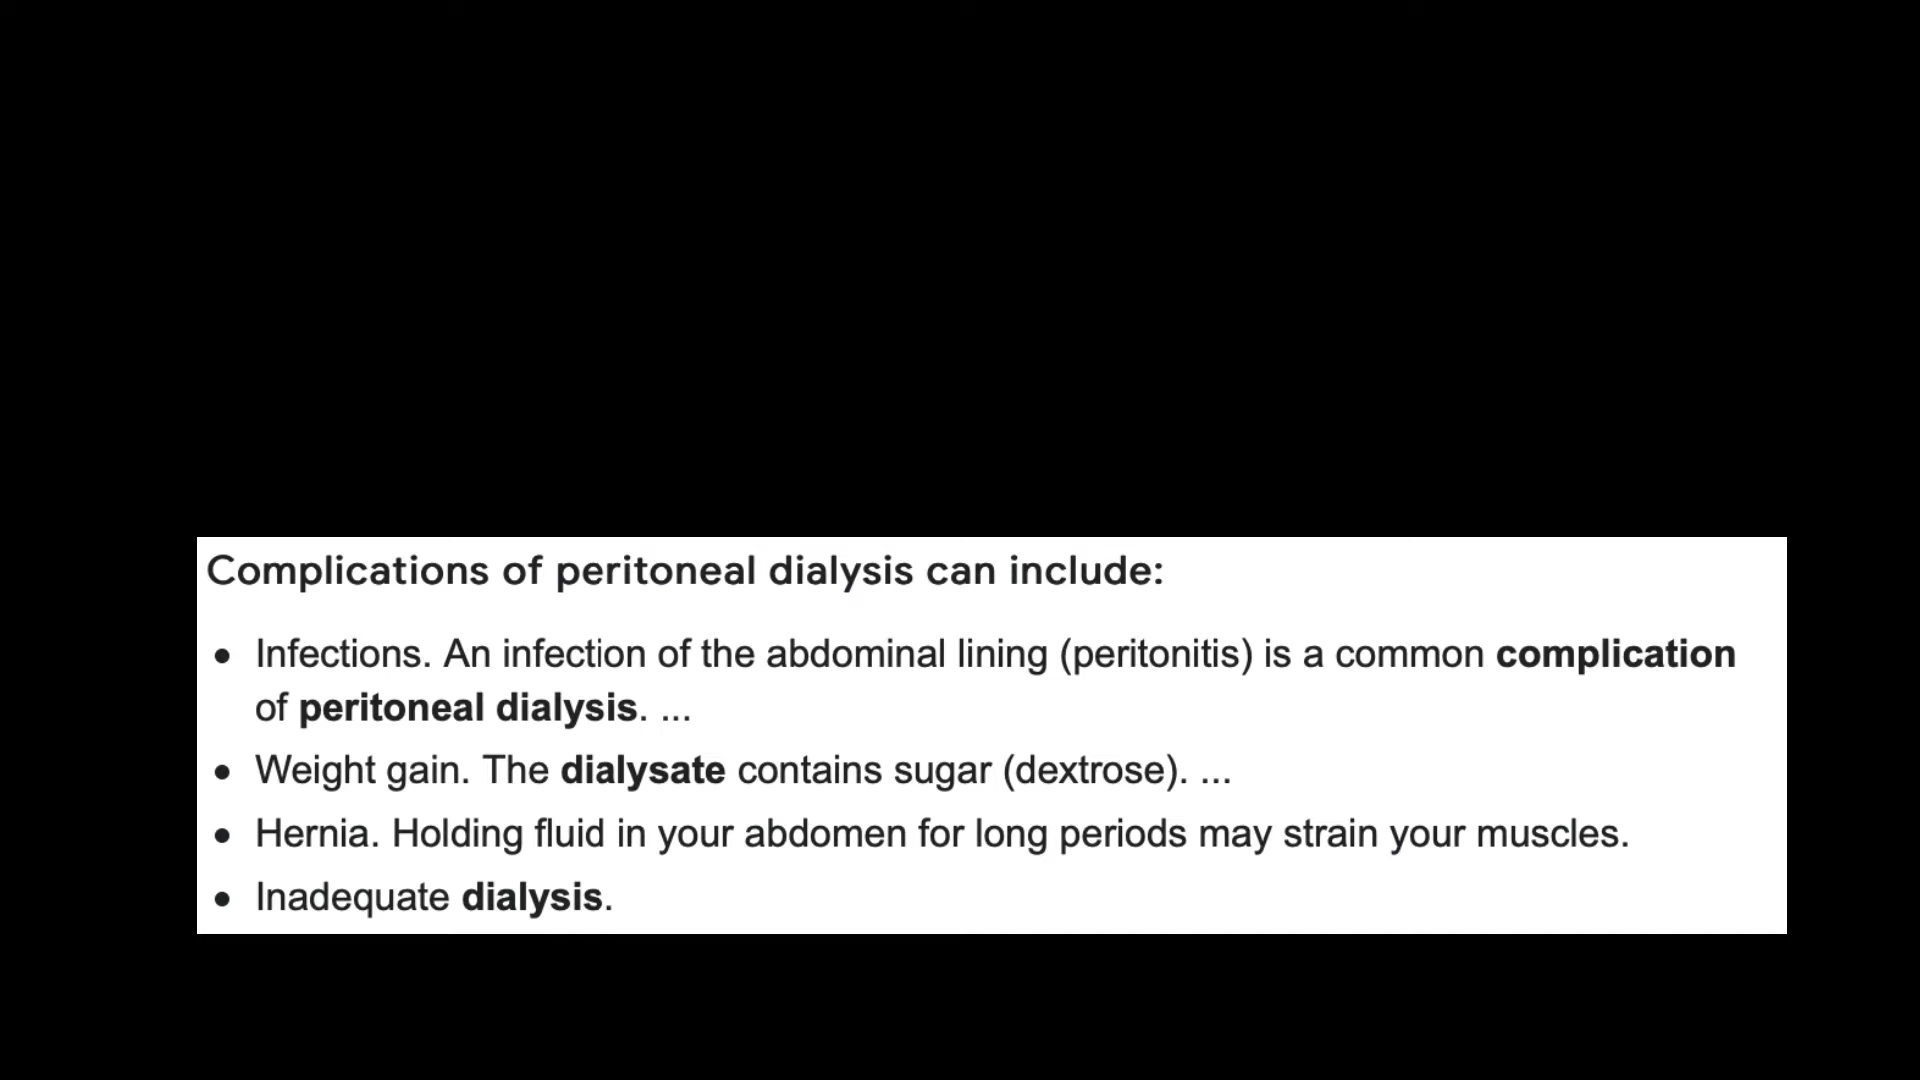 Complications of peritoneal dialysis can include:
• Infections. An infection of the abdominal lining (peritonitis) is a common complication
of peritoneal dialysis. ...
• Weight gain. The dialysate contains sugar (dextrose). ...
• Hernia. Holding fluid in your abdomen for long periods may strain your muscles.
• Inadequate dialysis.